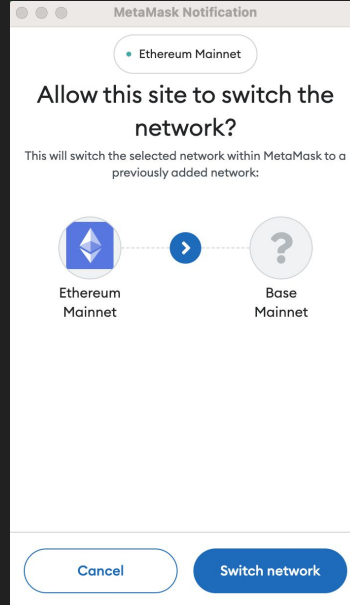 MetaMask Notification
Ethereum Mainnet
Allow this site to switch the
network?
This will switch the selected network within MetaMask to a
previously added network:
?
Ethereum
Mainnet
Base
Mainnet
Cancel
Switch network